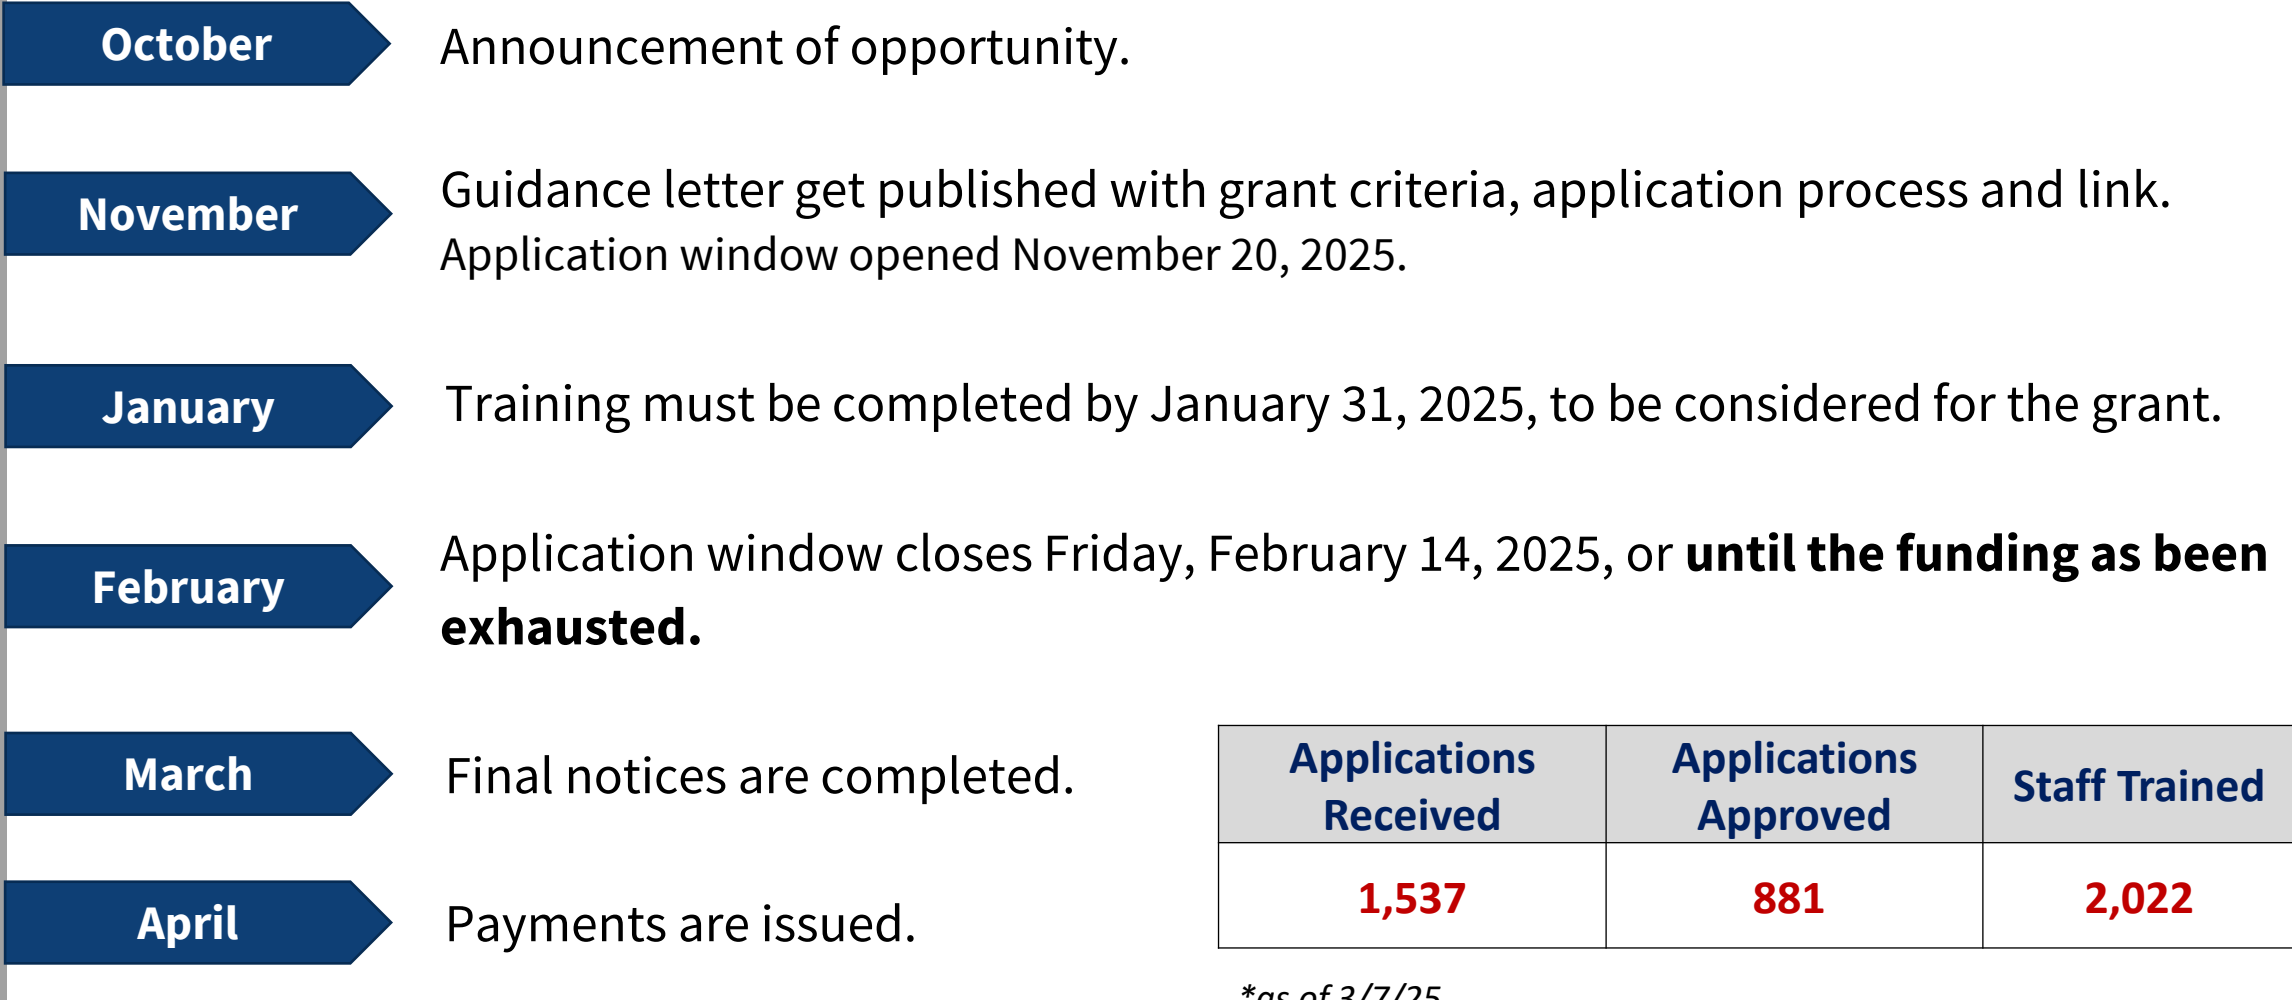 October
Announcement of opportunity.
November
Guidance letter get published with grant criteria, application process and link.
Application window opened November 20, 2025.
January
Training must be completed by January 31, 2025, to be considered for the grant.
February
Application window closes Friday, February 14, 2025, or until the funding as been
exhausted.
March
Final notices are completed.
April
Payments are issued.
Applications Received
Applications Approved
Staff Trained
1,537
881
2,022
*as of 3/7/25